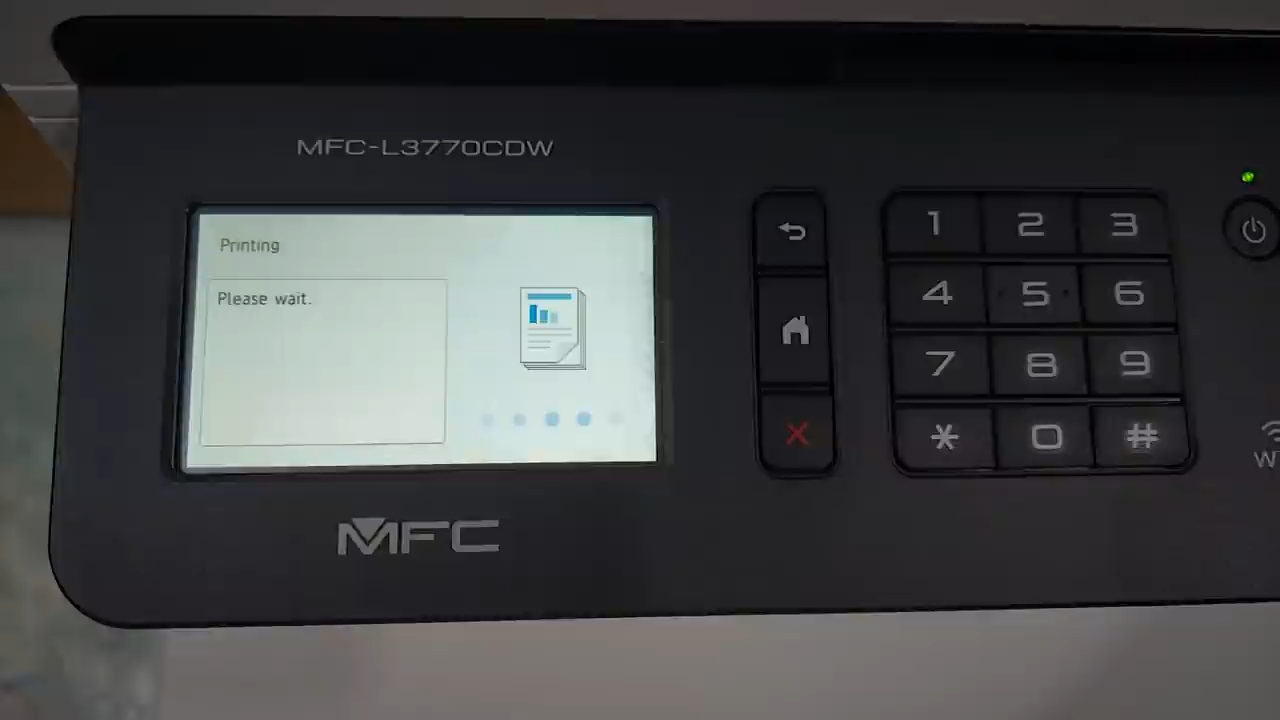 MFC-L3770CDW
Printing
Please wait.
MFC
1 2 3
4 5 6
7 8 9
* 0 #